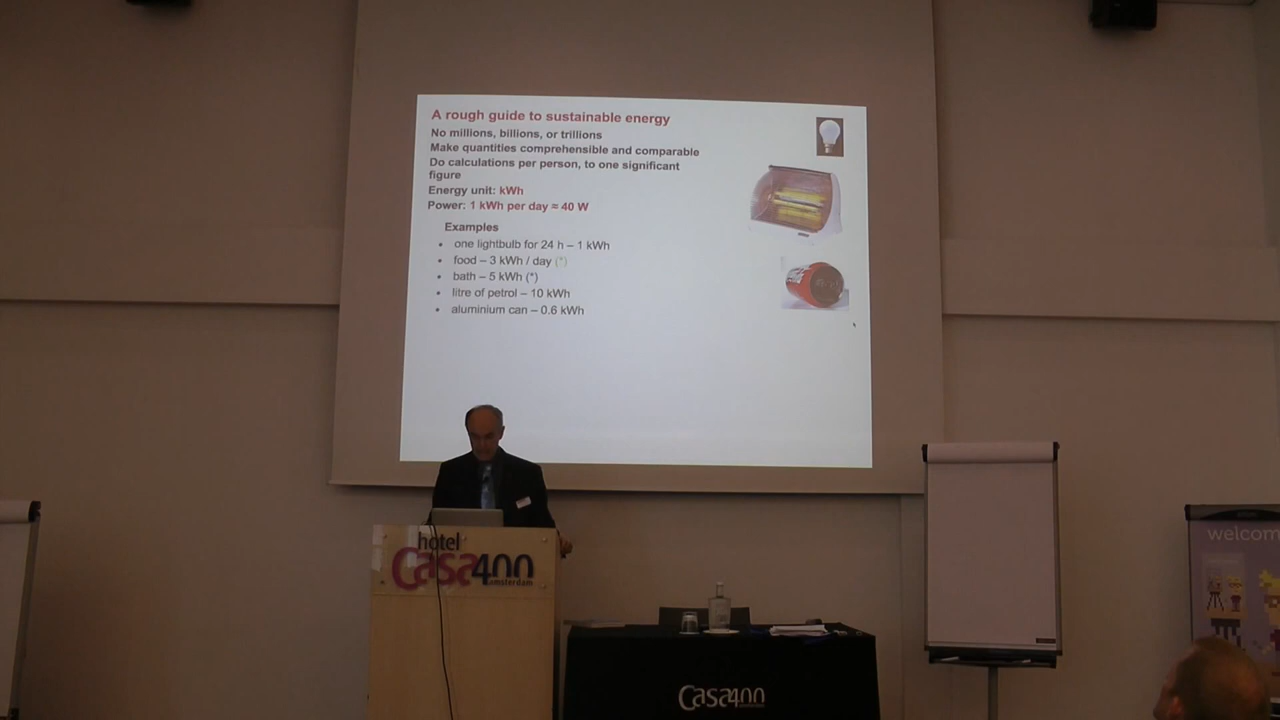 A rough guide to sustainable energy
No millions, billions, or trillions
Make quantities comprehensible and comparable
Do calculations per person, to one significant
figure
Energy unit: kWh
Power: 1 kWh per day ≈ 40 W
Examples
• one lightbulb for 24 h – 1 kWh
• food – 3 kWh / day (*)
• bath – 5 kWh (*)
• litre of petrol – 10 kWh
• aluminium can – 0.6 kWh
hotel
Casa400
amsterdam
welcom
Casa400